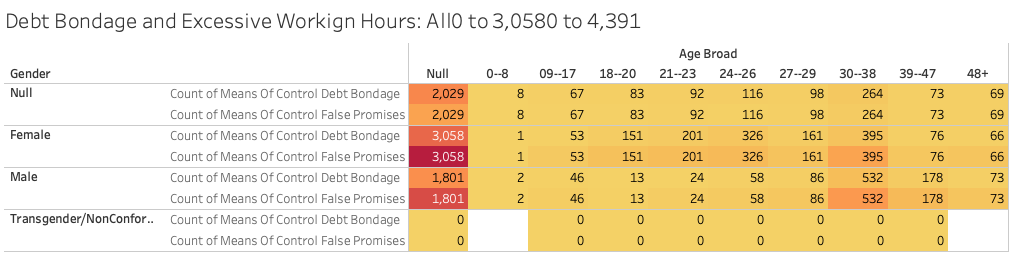 Debt Bondage and Excessive Workign Hours: All0 to 3,0580 to 4,391
Age Broad
Gender Null 0--8 09--17 18--20 21--23 24--26 27--29 30--38 39--47 48+
Null Count of Means Of Control Debt Bondage 2,029 8 67 83 92 116 98 264 73 69
Count of Means Of Control False Promises 2,029 8 67 83 92 116 98 264 73 69
Female Count of Means Of Control Debt Bondage 3,058 1 53 151 201 326 161 395 76 66
Count of Means Of Control False Promises 3,058 1 53 151 201 326 161 395 76 66
Male Count of Means Of Control Debt Bondage 1,801 2 46 13 24 58 86 532 178 73
Count of Means Of Control False Promises 1,801 2 46 13 24 58 86 532 178 73
Transgender/NonConfor.. Count of Means Of Control Debt Bondage 0 0 0 0 0 0 0 0
Count of Means Of Control False Promises 0 0 0 0 0 0 0 0